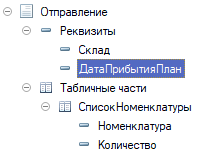 Отправление
Реквизиты
Склад
ДатаПрибытияПлан
Табличные части
СписокНоменклатуры
Номенклатура
Количество